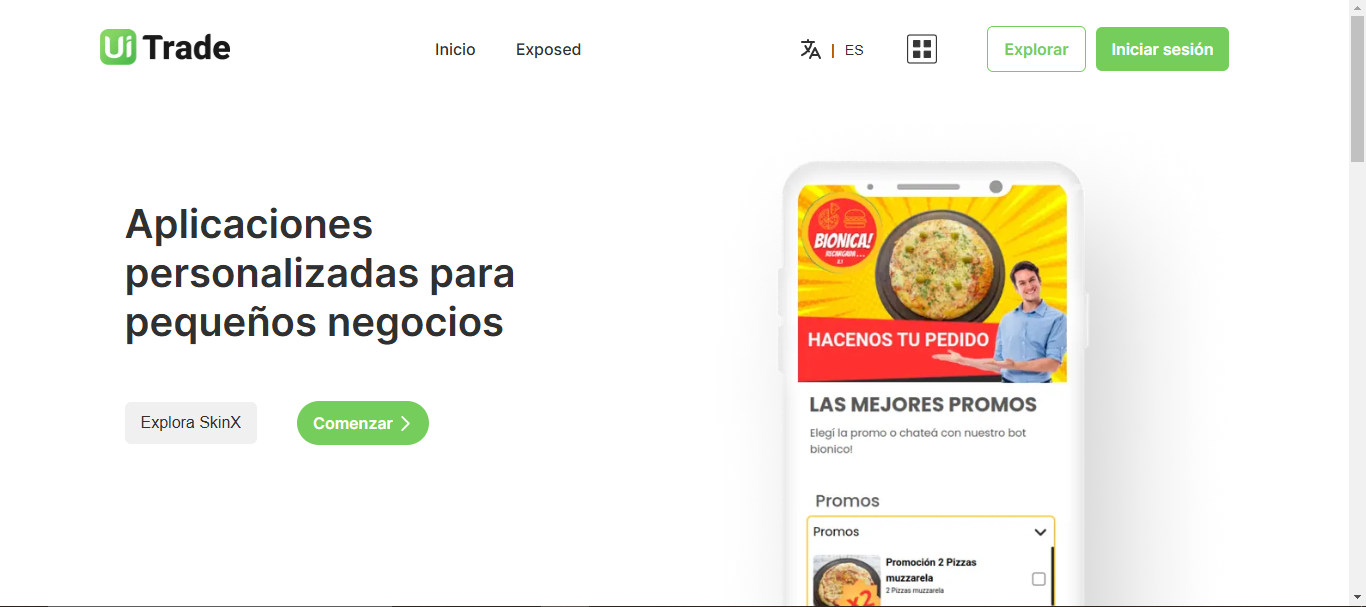 Ui Trade
Inicio
Exposed
| ES
Explorar
Iniciar sesión
Aplicaciones
personalizadas para
pequeños negocios
Explora SkinX
Comenzar
BIONICA!
RECARGADA...
HACENOS TU PEDIDO
LAS MEJORES PROMOS
Elegí la promo o chateá con nuestro bot
bionico!
Promos
Promos
Promoción 2 Pizzas
muzzarela
2 Pizzas muzzarela
X2